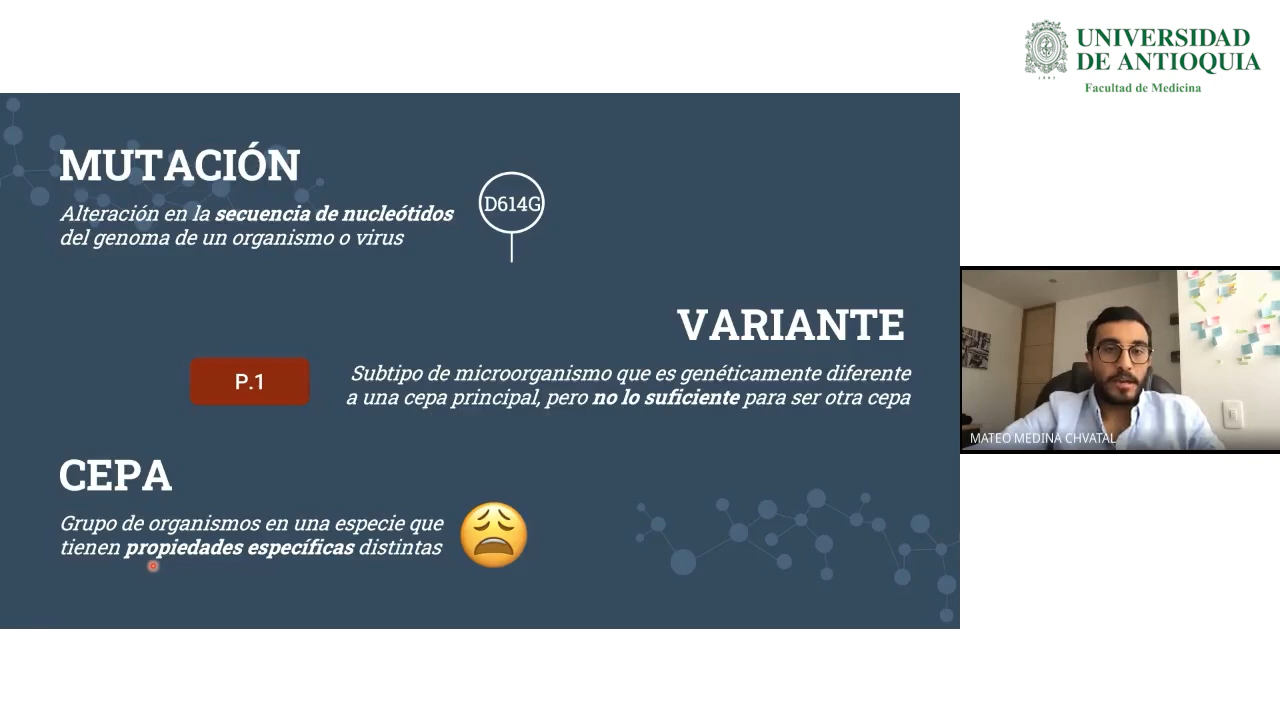 UNIVERSIDAD
DE ANTIOQUIA
1803
Facultad de Medicina
MUTACIÓN
Alteración en la secuencia de nucleótidos
del genoma de un organismo o virus
D614G
VARIANTE
P.1
Subtipo de microorganismo que es genéticamente diferente
a una cepa principal, pero no lo suficiente para ser otra cepa
CEPA
Grupo de organismos en una especie que
tienen propiedades específicas distintas
MATEO MEDINA CHVATAL